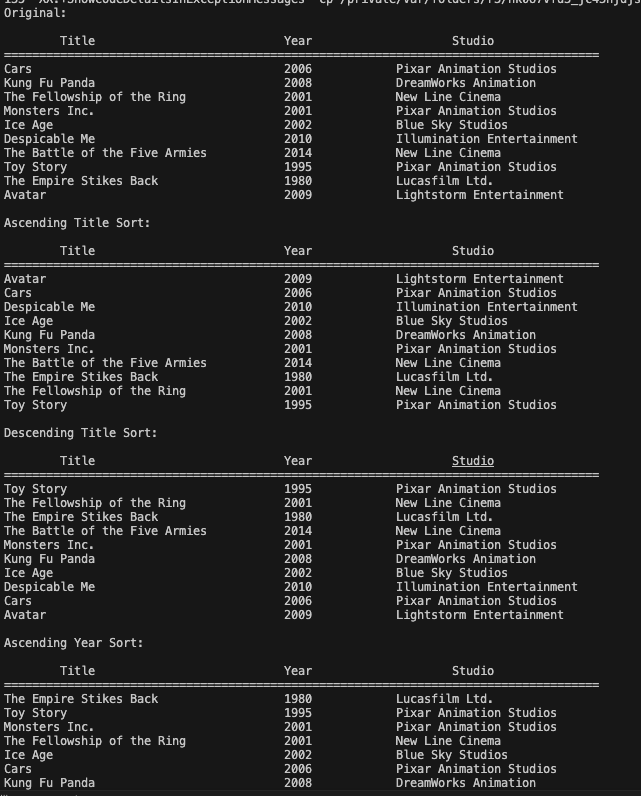 Original:
Title Year Studio
Cars 2006 Pixar Animation Studios
Kung Fu Panda 2008 DreamWorks Animation
The Fellowship of the Ring 2001 New Line Cinema
Monsters Inc. 2001 Pixar Animation Studios
Ice Age 2002 Blue Sky Studios
Despicable Me 2010 Illumination Entertainment
The Battle of the Five Armies 2014 New Line Cinema
Toy Story 1995 Pixar Animation Studios
The Empire Stikes Back 1980 Lucasfilm Ltd.
Avatar 2009 Lightstorm Entertainment
Ascending Title Sort:
Title Year Studio
Avatar 2009 Lightstorm Entertainment
Cars 2006 Pixar Animation Studios
Despicable Me 2010 Illumination Entertainment
Ice Age 2002 Blue Sky Studios
Kung Fu Panda 2008 DreamWorks Animation
Monsters Inc. 2001 Pixar Animation Studios
The Battle of the Five Armies 2014 New Line Cinema
The Empire Stikes Back 1980 Lucasfilm Ltd.
The Fellowship of the Ring 2001 New Line Cinema
Toy Story 1995 Pixar Animation Studios
Descending Title Sort:
Title Year Studio
Toy Story 1995 Pixar Animation Studios
The Fellowship of the Ring 2001 New Line Cinema
The Empire Stikes Back 1980 Lucasfilm Ltd.
The Battle of the Five Armies 2014 New Line Cinema
Monsters Inc. 2001 Pixar Animation Studios
Kung Fu Panda 2008 DreamWorks Animation
Ice Age 2002 Blue Sky Studios
Despicable Me 2010 Illumination Entertainment
Cars 2006 Pixar Animation Studios
Avatar 2009 Lightstorm Entertainment
Ascending Year Sort:
Title Year Studio
The Empire Stikes Back 1980 Lucasfilm Ltd.
Toy Story 1995 Pixar Animation Studios
Monsters Inc. 2001 Pixar Animation Studios
The Fellowship of the Ring 2001 New Line Cinema
Ice Age 2002 Blue Sky Studios
Cars 2006 Pixar Animation Studios
Kung Fu Panda 2008 DreamWorks Animation